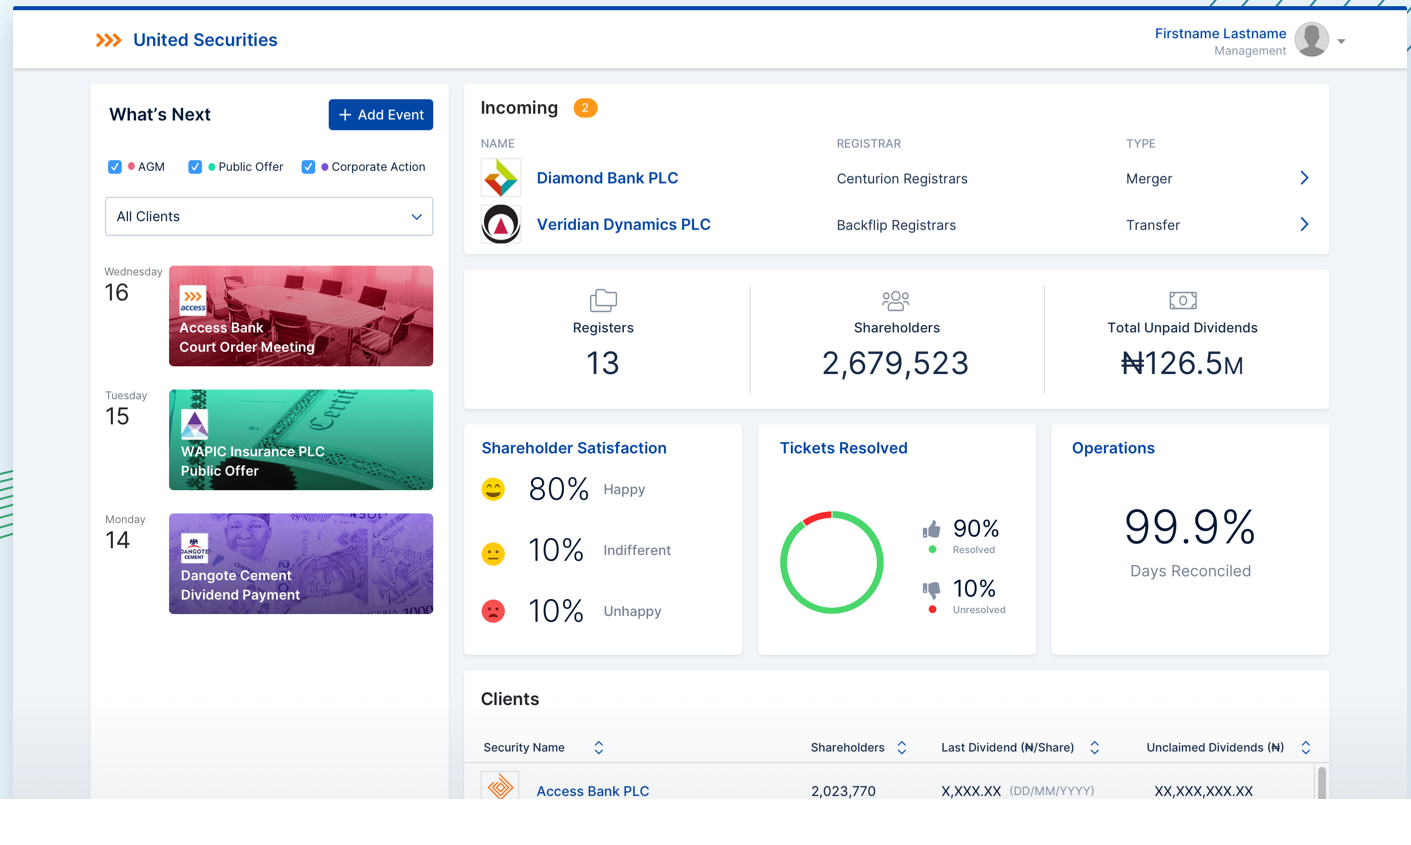 United Securities
Firstname Lastname
Management
What's Next
+ Add Event
AGM
Public Offer
Corporate Action
All Clients
Wednesday
16
access
Access Bank
Court Order Meeting
Tuesday
15
Certifi
WAPIC Insurance PLC
Public Offer
Monday
14
DANGOTE
CEMENT
Dangote Cement
Dividend Payment
1000
Incoming 2
NAME REGISTRAR TYPE
Diamond Bank PLC Centurion Registrars Merger
Veridian Dynamics PLC Backflip Registrars Transfer
Registers
13
Shareholders
2,679,523
Total Unpaid Dividends
₦126.5M
Shareholder Satisfaction
80% Happy
10% Indifferent
10% Unhappy
Tickets Resolved
90%
Resolved
10%
Unresolved
Operations
99.9%
Days Reconciled
Clients
Security Name Shareholders Last Dividend (₦/Share) Unclaimed Dividends (₦)
Access Bank PLC 2,023,770 X,XXX.XX (DD/MM/YYYY) XX,XXX,XXX.XX